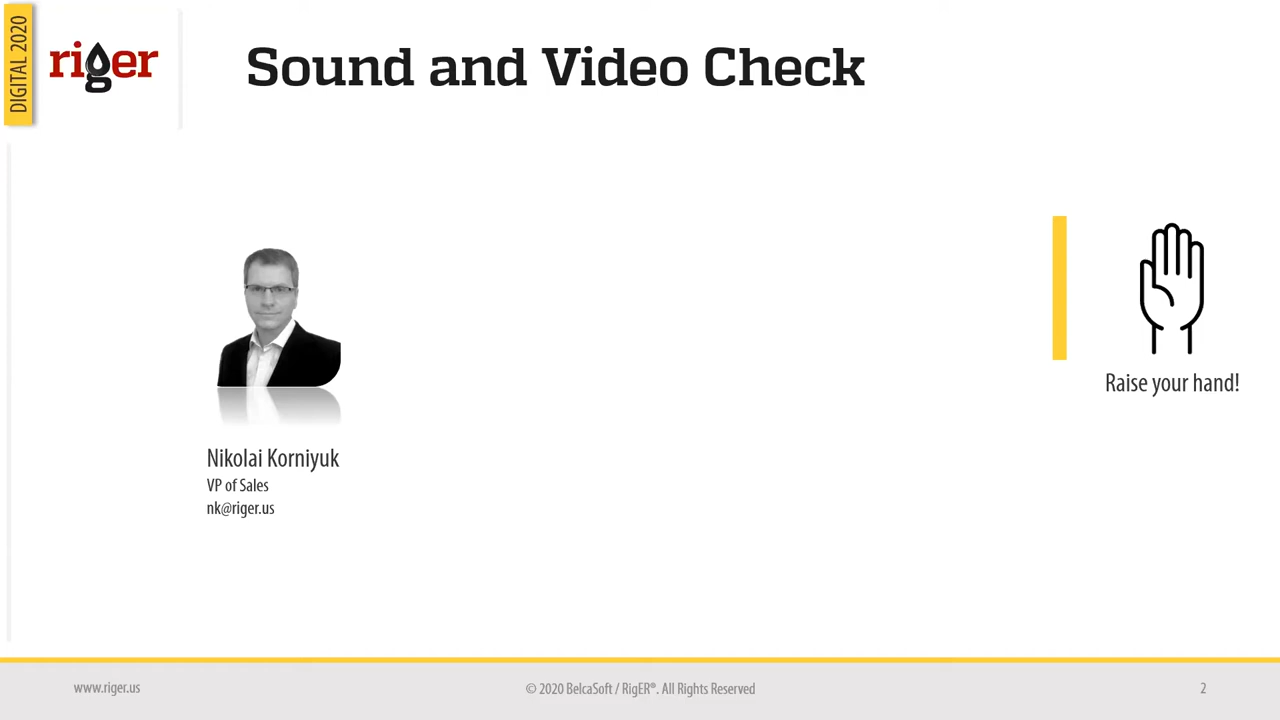 DIGITAL 2020
riger
Sound and Video Check
Raise your hand!
Nikolai Korniyuk
VP of Sales
nk@riger.us
www.riger.us
© 2020 BelcaSoft / RigER®. All Rights Reserved
2